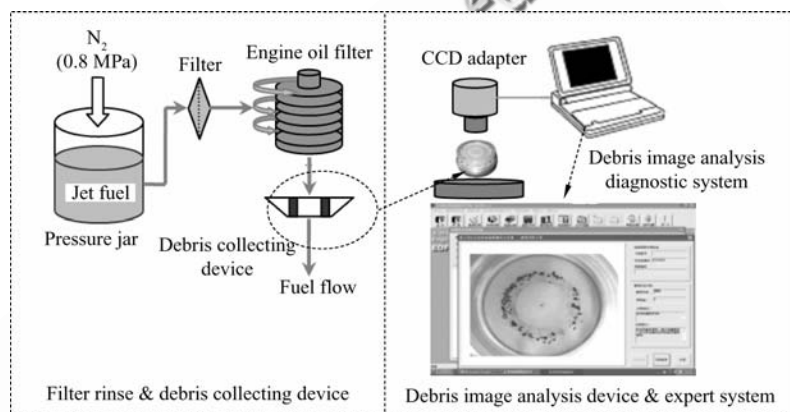 N₂
(0.8 MPa)
Filter
Engine oil filter
Jet fuel
Pressure jar
Debris collecting
device
Fuel flow
Filter rinse & debris collecting device
CCD adapter
Debris image analysis
diagnostic system
Debris image analysis device & expert system